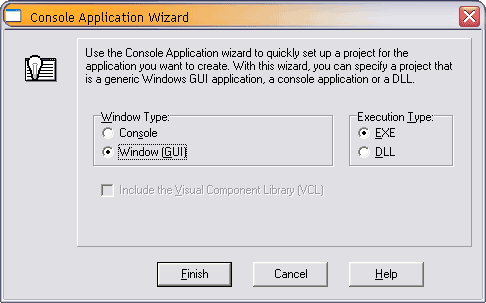 Console Application Wizard
Use the Console Application wizard to quickly set up a project for the
application you want to create. With this wizard, you can specify a project that
is a generic Windows GUI application, a console application or a DLL.
Window Type:
Console
Window (GUI)
Execution Type:
EXE
DLL
Include the Visual Component Library (VCL)
Finish
Cancel
Help